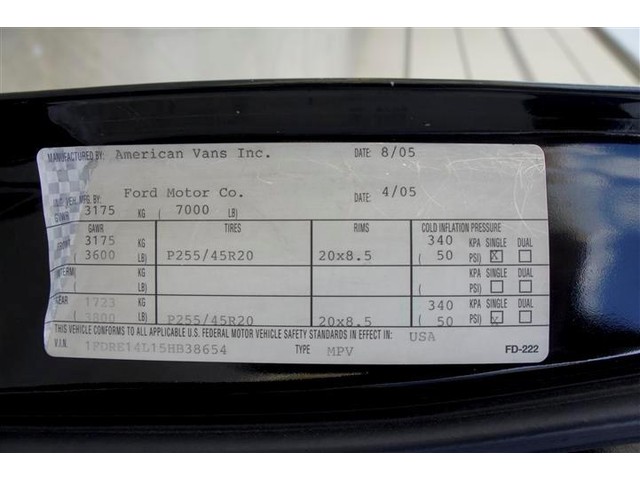 MANUFACTURED BY: American Vans Inc. DATE: 8/05
INT. VEH. MFG. BY: Ford Motor Co. DATE: 4/05
GVWR 3175 KG ( 7000 LB)
GAWR TIRES RIMS COLD INFLATION PRESSURE
3175 KG 340 KPA SINGLE DUAL
( 3600 LB) P255/45R20 20x8.5 ( 50 PSI) X
INTERM KG KPA SINGLE DUAL
( LB) ( PSI)
REAR 1723 KG 340 KPA SINGLE DUAL
( 3800 LB) P255/45R20 20x8.5 ( 50 PSI) X
THIS VEHICLE CONFORMS TO ALL APPLICABLE U.S. FEDERAL MOTOR VEHICLE SAFETY STANDARDS IN EFFECT IN: USA
V.I.N. 1FDRE14L15HB38654 TYPE MPV FD-222